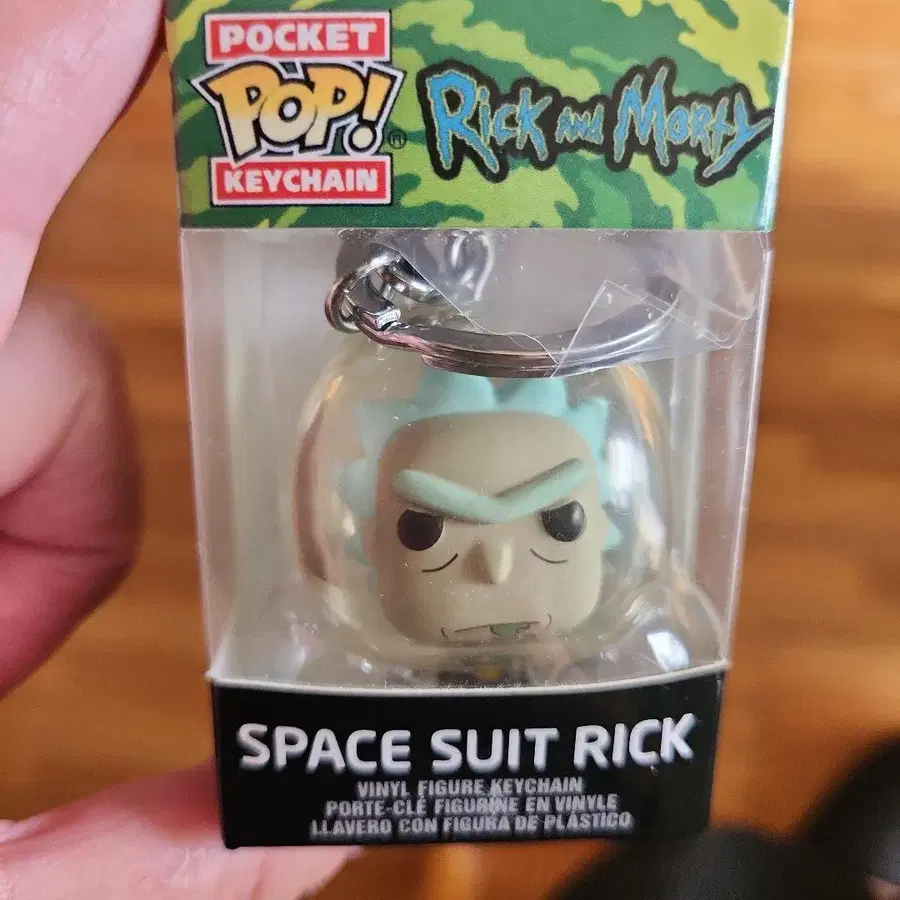 POCKET
POP!®
KEYCHAIN
Rick and Morty
SPACE SUIT RICK
VINYL FIGURE KEYCHAIN
PORTE-CLÉ FIGURINE EN VINYLE
LLAVERO CON FIGURA DE PLÁSTICO